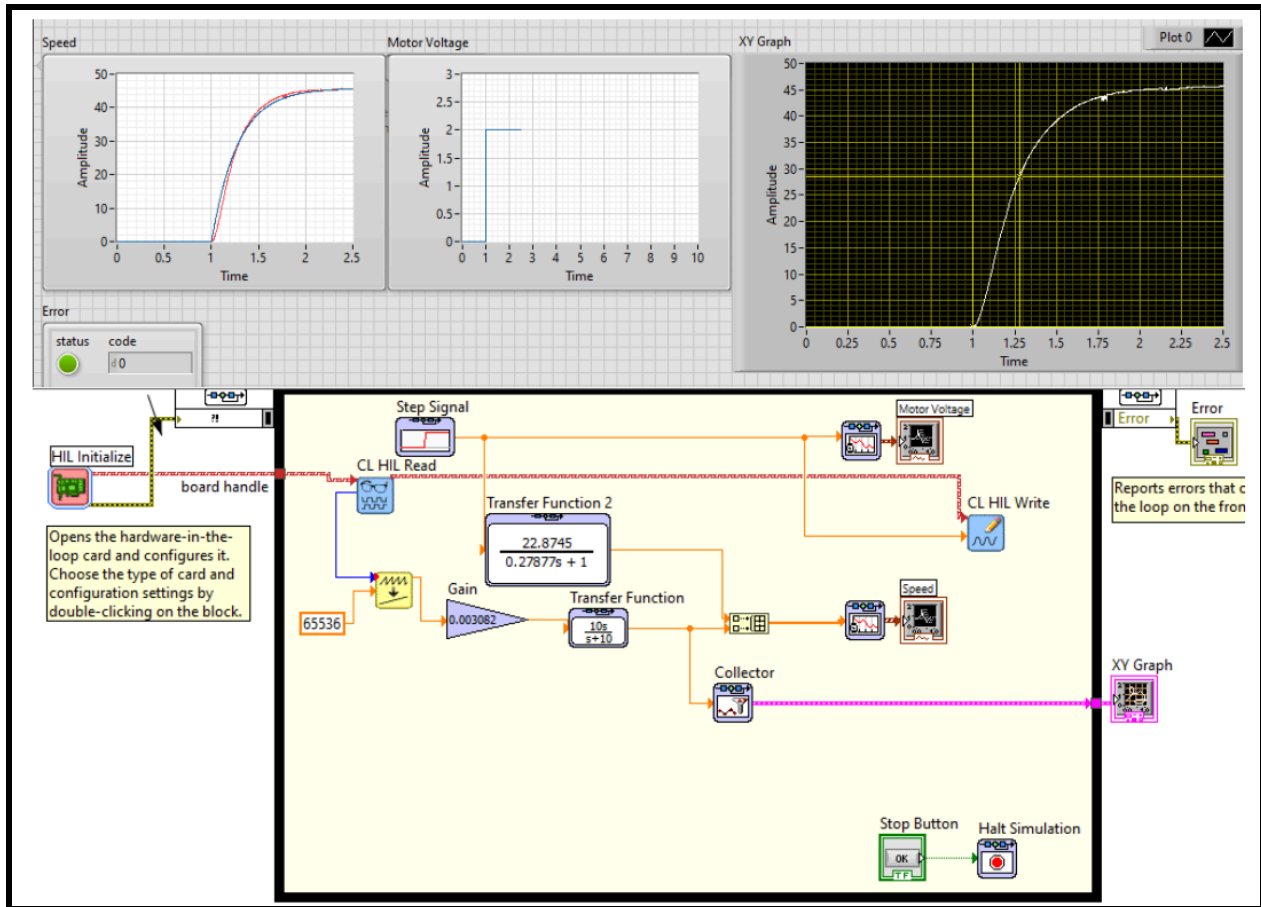 Speed
50
40
30
20
10
0
Amplitude
0 0.5 1 1.5 2 2.5
Time
Motor Voltage
3
2.5
2
1.5
1
0.5
0
Amplitude
0 1 2 3 4 5 6 7 8 9 10
Time
XY Graph
Plot 0
50
45
40
35
30
25
20
15
10
5
0
Amplitude
0 0.25 0.5 0.75 1 1.25 1.5 1.75 2 2.25 2.5
Time
Error
status code
d 0
?!
HIL Initialize
board handle
Opens the hardware-in-the-
loop card and configures it.
Choose the type of card and
configuration settings by
double-clicking on the block.
Step Signal
CL HIL Read
Transfer Function 2
22.8745
0.27877s + 1
65536
Gain
0.003082
Transfer Function
10s
s+10
Collector
Motor Voltage
CL HIL Write
Speed
Stop Button
OK
TF
Halt Simulation
Error
Error
Reports errors that o
the loop on the fron
XY Graph